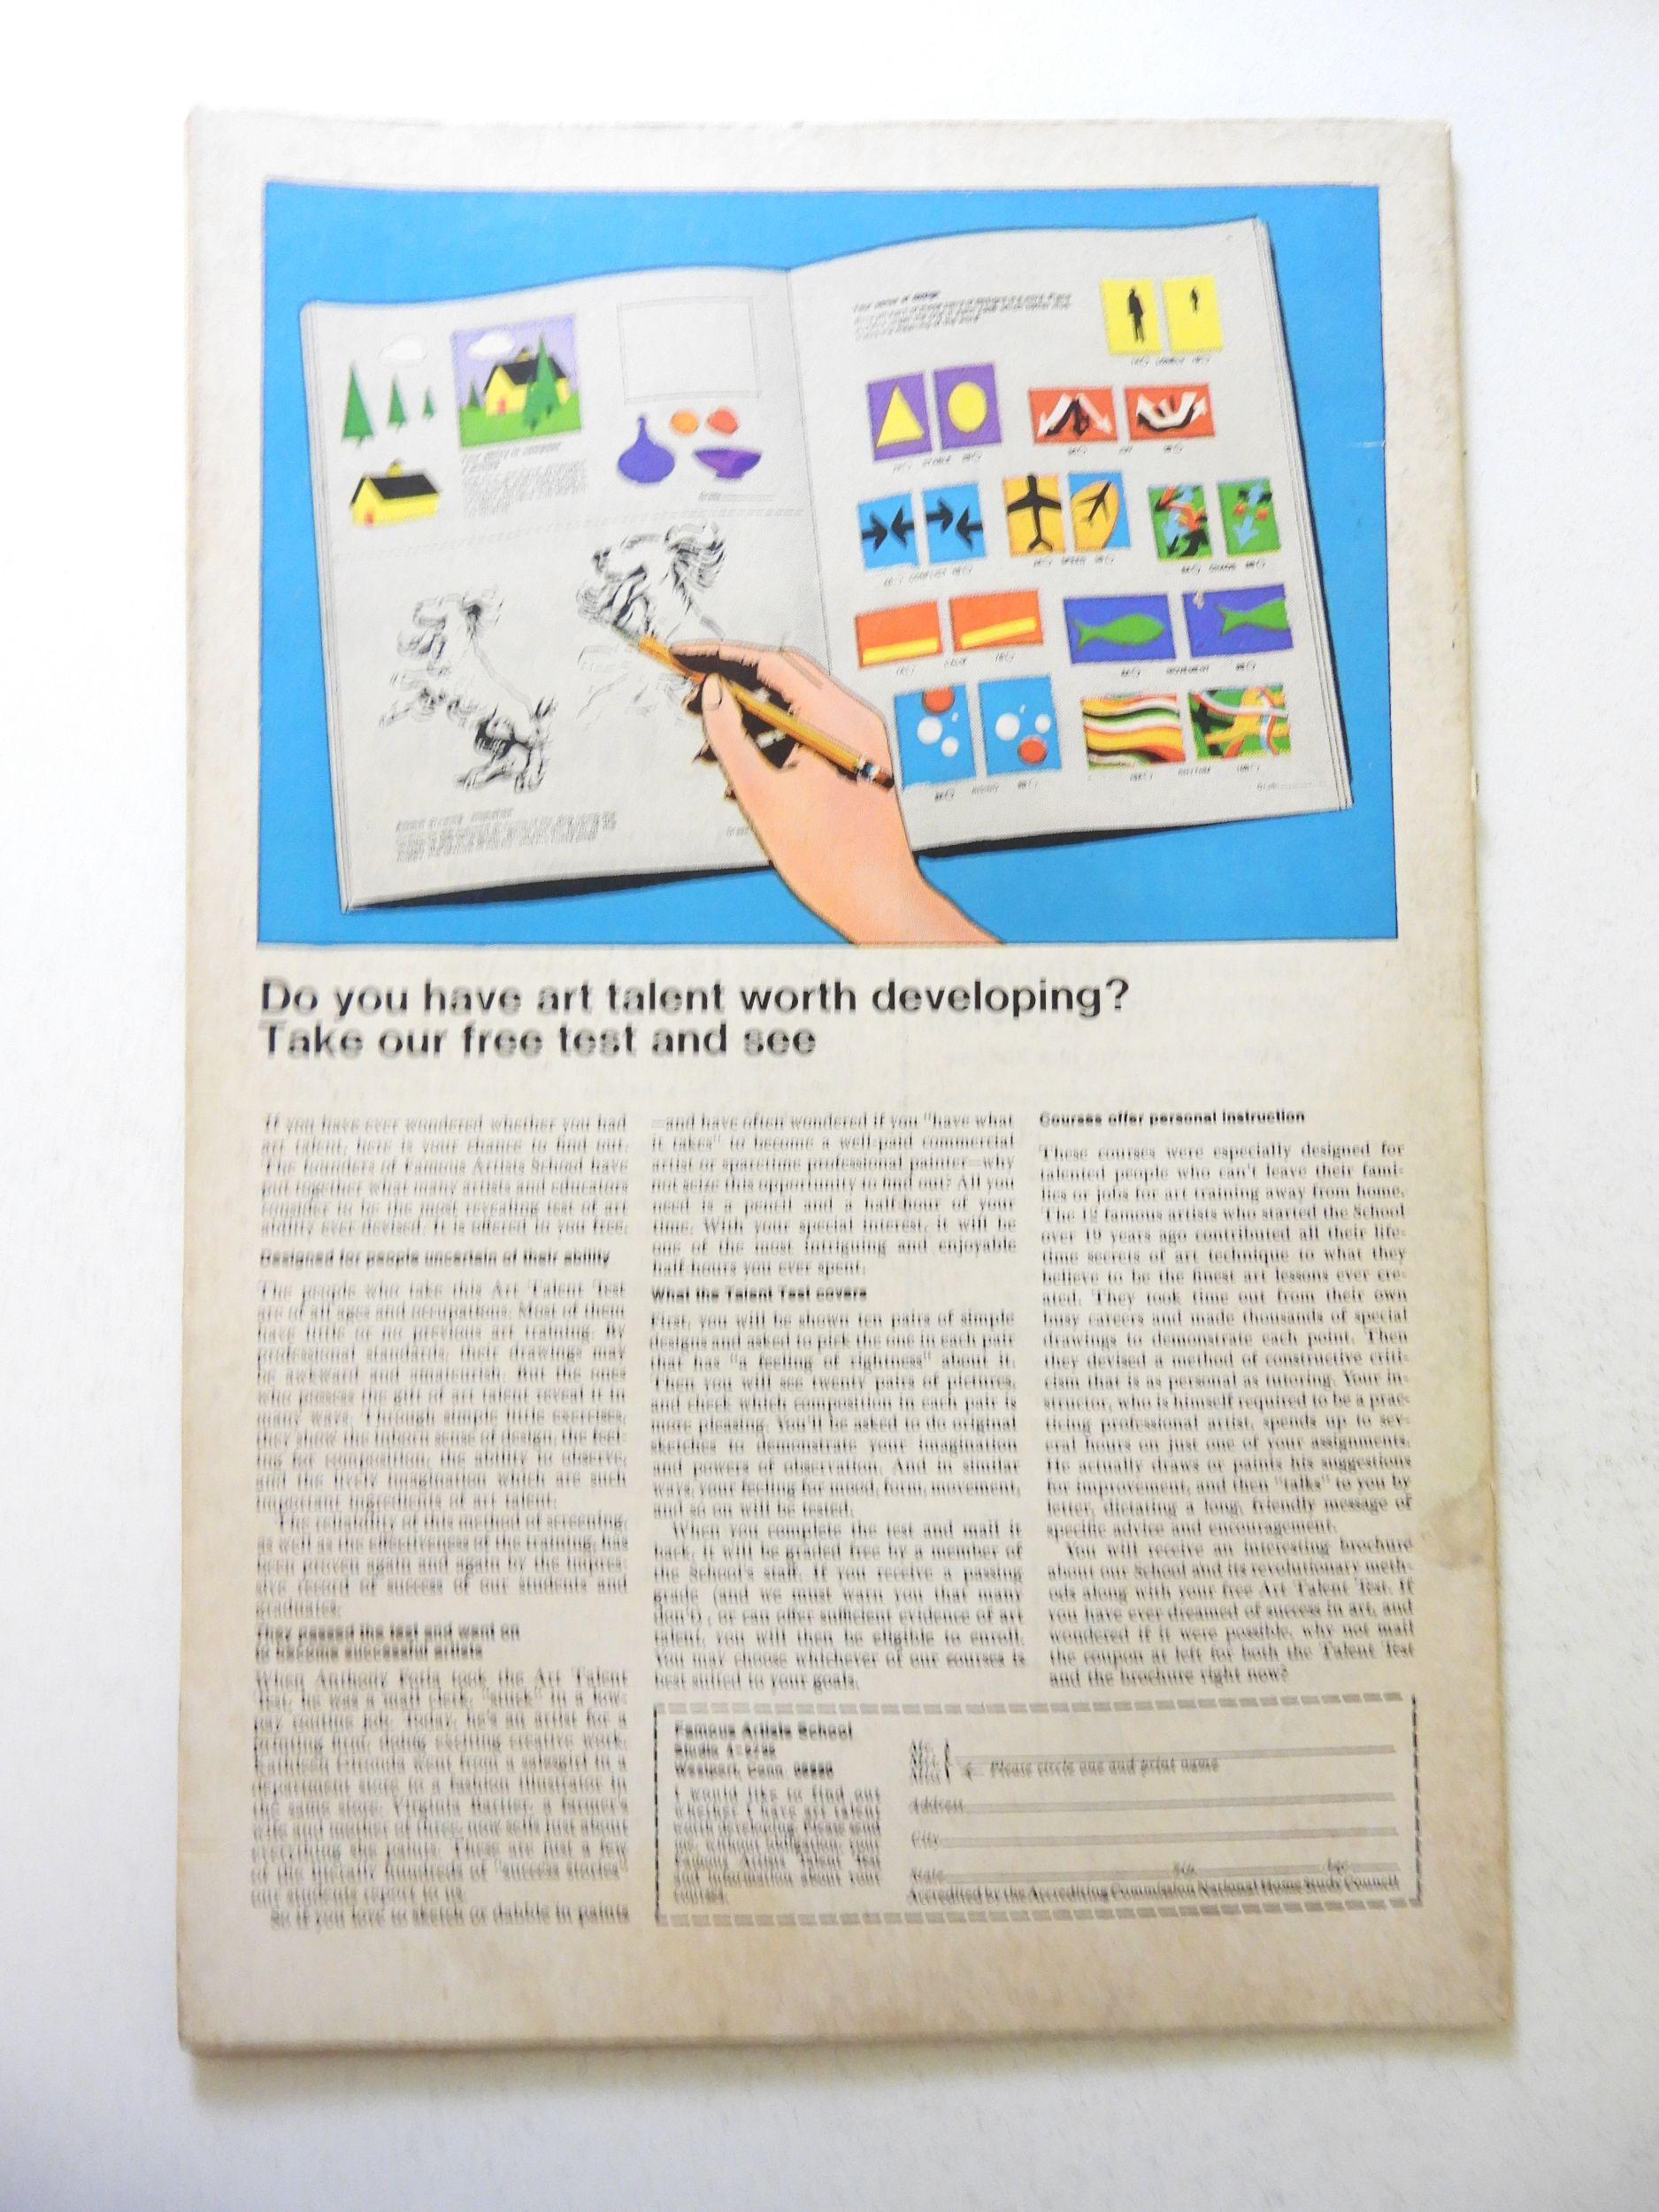 Do you have art talent worth developing?
Take our free test and see
If you have ever wondered whether you had
art talent, here is your chance to find out.
The founders of Famous Artists School have
put together what many artists and educators
consider to be the most revealing test of art
ability ever devised. It is offered to you free.
Designed for people uncertain of their ability
The people who take this Art Talent Test
are of all ages and occupations. Most of them
have little or no previous art training. By
professional standards, their drawings may
be awkward and amateurish. But the ones
who possess the gift of art talent reveal it in
many ways. Through simple little exercises,
they show the inborn sense of design, the feel-
ing for composition, the ability to observe,
and the lively imagination which are such
important ingredients of art talent.
The reliability of this method of screening,
as well as the effectiveness of the training, has
been proven again and again by the impres-
sive record of success of our students and
graduates.
They passed the test and went on
to become successful artists
When Anthony took the Art Talent
Test, he was a mail clerk, "stuck" in a low-
pay routine job. Today, he's an artist for a
printing firm, doing exciting creative work.
went from a salesgirl in a
department store to a fashion illustrator in
the same store. Virginia Bartter, a farmer's
wife and mother of three, now sells just about
everything she paints. These are just a few
of the literally hundreds of "success stories"
our students report to us.
So if you love to sketch or dabble in paints
—and have often wondered if you "have what
it takes" to become a well-paid commercial
artist or sparetime professional painter—why
not seize this opportunity to find out? All you
need is a pencil and a half-hour of your
time. With your special interest, it will be
one of the most intriguing and enjoyable
half-hours you ever spent.
What the Talent Test covers
First, you will be shown ten pairs of simple
designs and asked to pick the one in each pair
that has "a feeling of rightness" about it.
Then you will see twenty pairs of pictures,
and check which composition in each pair is
more pleasing. You'll be asked to do original
sketches to demonstrate your imagination
and powers of observation. And in similar
ways, your feeling for mood, form, movement,
and so on will be tested.
When you complete the test and mail it
back, it will be graded free by a member of
the School's staff. If you receive a passing
grade (and we must warn you that many
don't), or can offer sufficient evidence of art
talent, you will then be eligible to enroll.
You may choose whichever of our courses is
best suited to your goals.
Courses offer personal instruction
These courses were especially designed for
talented people who can't leave their fami-
lies or jobs for art training away from home.
The 12 famous artists who started the School
over 19 years ago contributed all their life-
time secrets of art technique to what they
believe to be the finest art lessons ever cre-
ated. They took time out from their own
busy careers and made thousands of special
drawings to demonstrate each point. Then
they devised a method of constructive criti-
cism that is as personal as tutoring. Your in-
structor, who is himself required to be a prac-
ticing professional artist, spends up to sev-
eral hours on just one of your assignments.
He actually draws or paints his suggestions
for improvement, and then "talks" to you by
letter, dictating a long, friendly message of
specific advice and encouragement.
You will receive an interesting brochure
about our School and its revolutionary meth-
ods along with your free Art Talent Test. If
you have ever dreamed of success in art, and
wondered if it were possible, why not mail
the coupon at left for both the Talent Test
and the brochure right now?
Famous Artists School
Studio
Westport, Conn. 06880
I would like to find out
whether I have art talent
worth developing. Please send
me, without obligation, your
Famous Artists Talent Test
and information about your
courses.
Mr.
Mrs.
Miss
Please circle one and print name
Address
City
State Zip Age
Accredited by the Accrediting Commission National Home Study Council